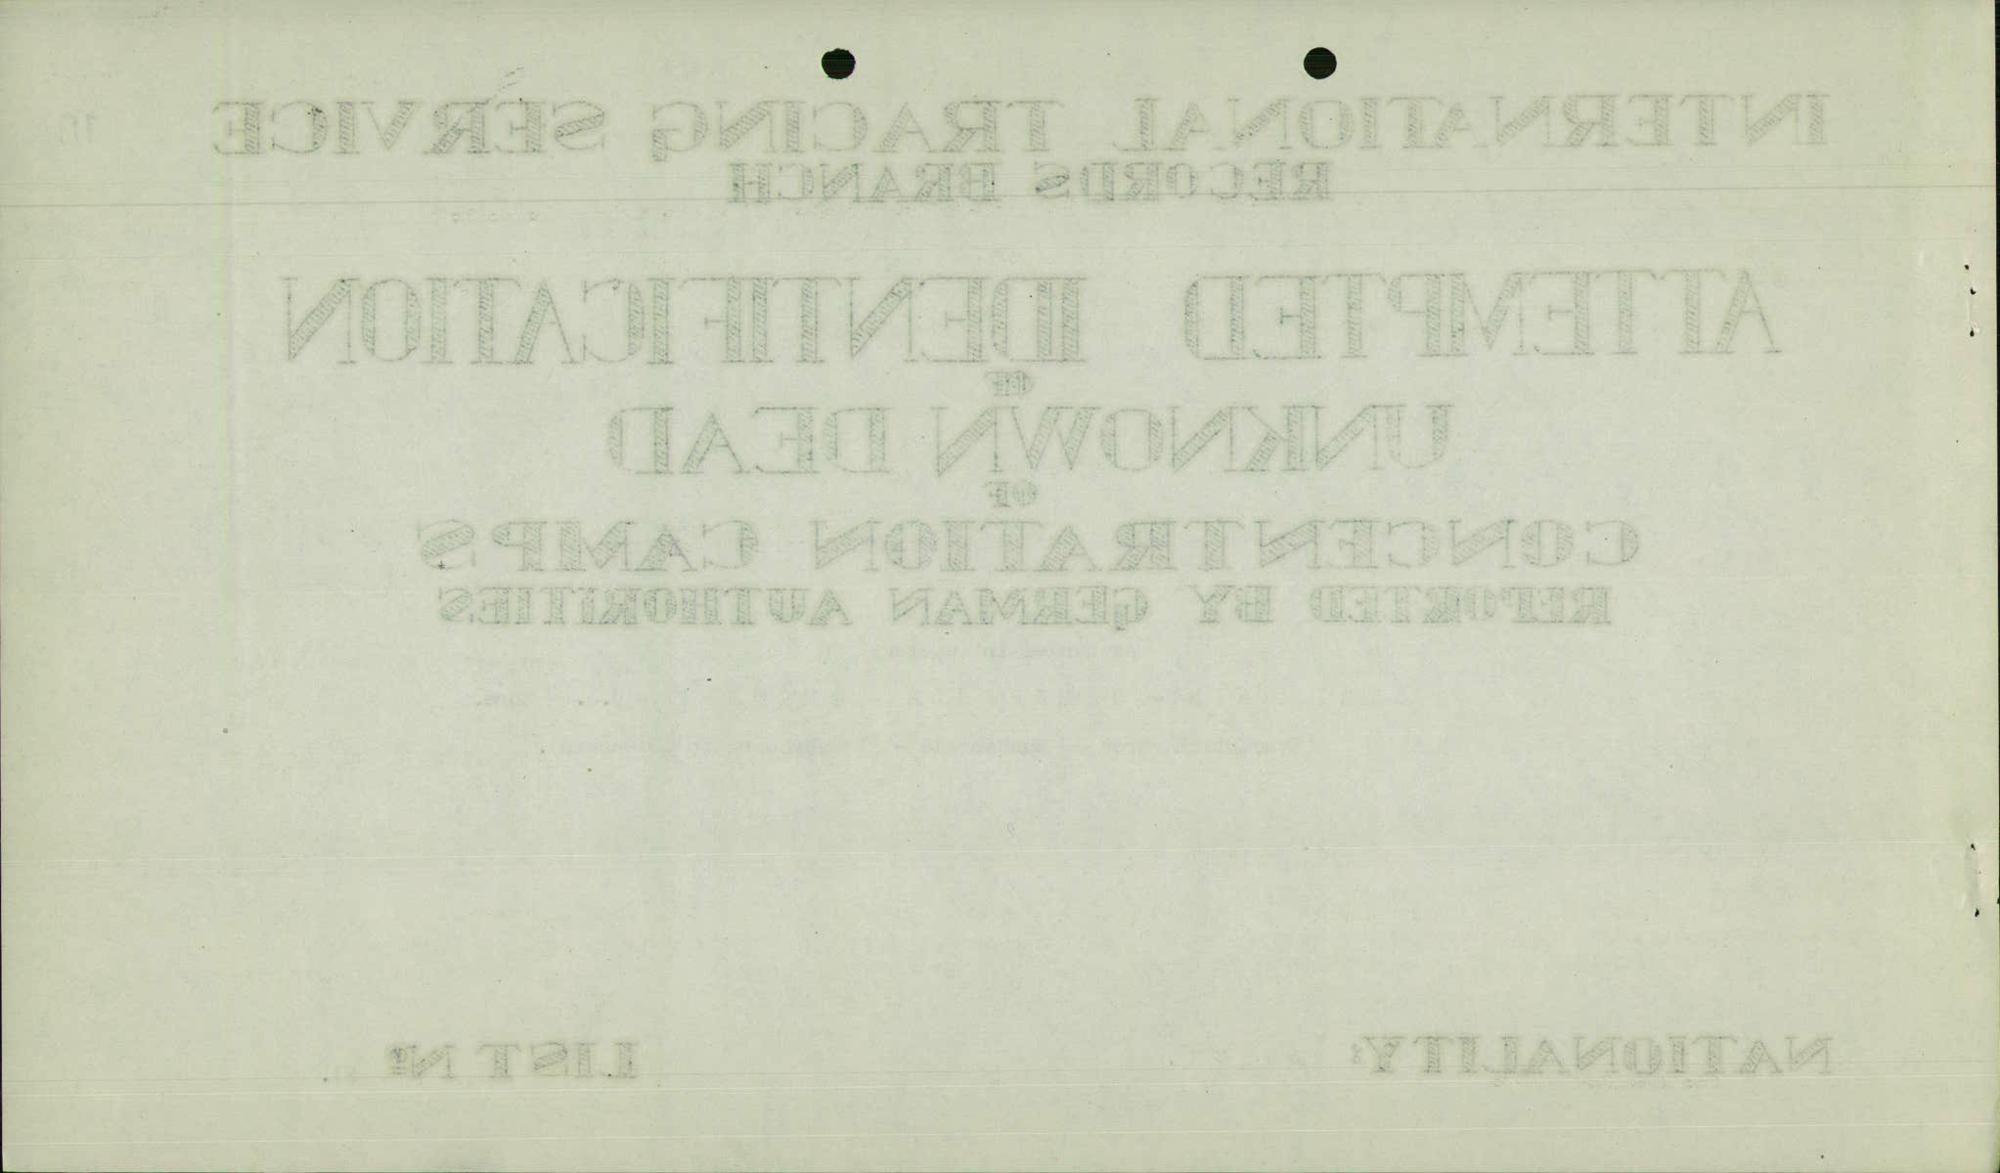 INTERNATIONAL TRACING SERVICE
RECORDS BRANCH
ATTEMPTED IDENTIFICATION
OF
UNKNOWN DEAD
OF
CONCENTRATION CAMPS
REPORTED BY GERMAN AUTHORITIES
NATIONALITY:
LIST Nº